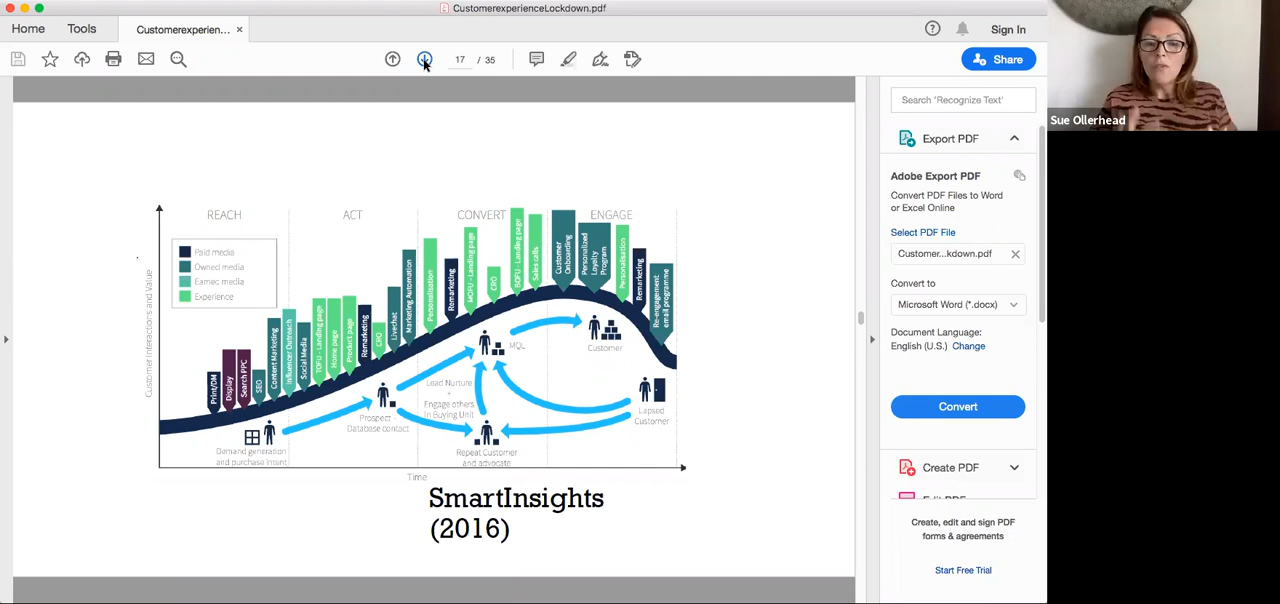 CustomerexperienceLockdown.pdf
Home
Tools
Customerexperien...
×
?
Sign In
17 / 35
Share
Sue Ollerhead
Search 'Recognize Text'
Export PDF
Adobe Export PDF
Convert PDF Files to Word
or Excel Online
Select PDF File
Customer...kdown.pdf
Convert to
Microsoft Word (*.docx)
Document Language:
English (U.S.) Change
Convert
Create PDF
Edit PDF
Create, edit and sign PDF
forms & agreements
Start Free Trial
REACH
ACT
CONVERT
ENGAGE
Paid media
Owned media
Earned media
Experience
Customer Interactions and Value
Print/DM
Display
Search PPC
SEO
Content Marketing
Influencer Outreach
Social Media
TOFU - Landing page
Home page
Product page
Remarketing
CRO
Livechat
Marketing Automation
Personalisation
Remarketing
MOFU - Landing page
CRO
BOFU - Landing page
Sales calls
Customer
Onboarding
Personalized
Loyalty
Program
Personalisation
Remarketing
Re-engagement
email programme
MQL
Customer
Lead Nurture
+
Engage others
in Buying Unit
Prospect -
Database contact
Lapsed
Customer
Demand generation
and purchase intent
Repeat Customer
and advocate
Time
SmartInsights
(2016)